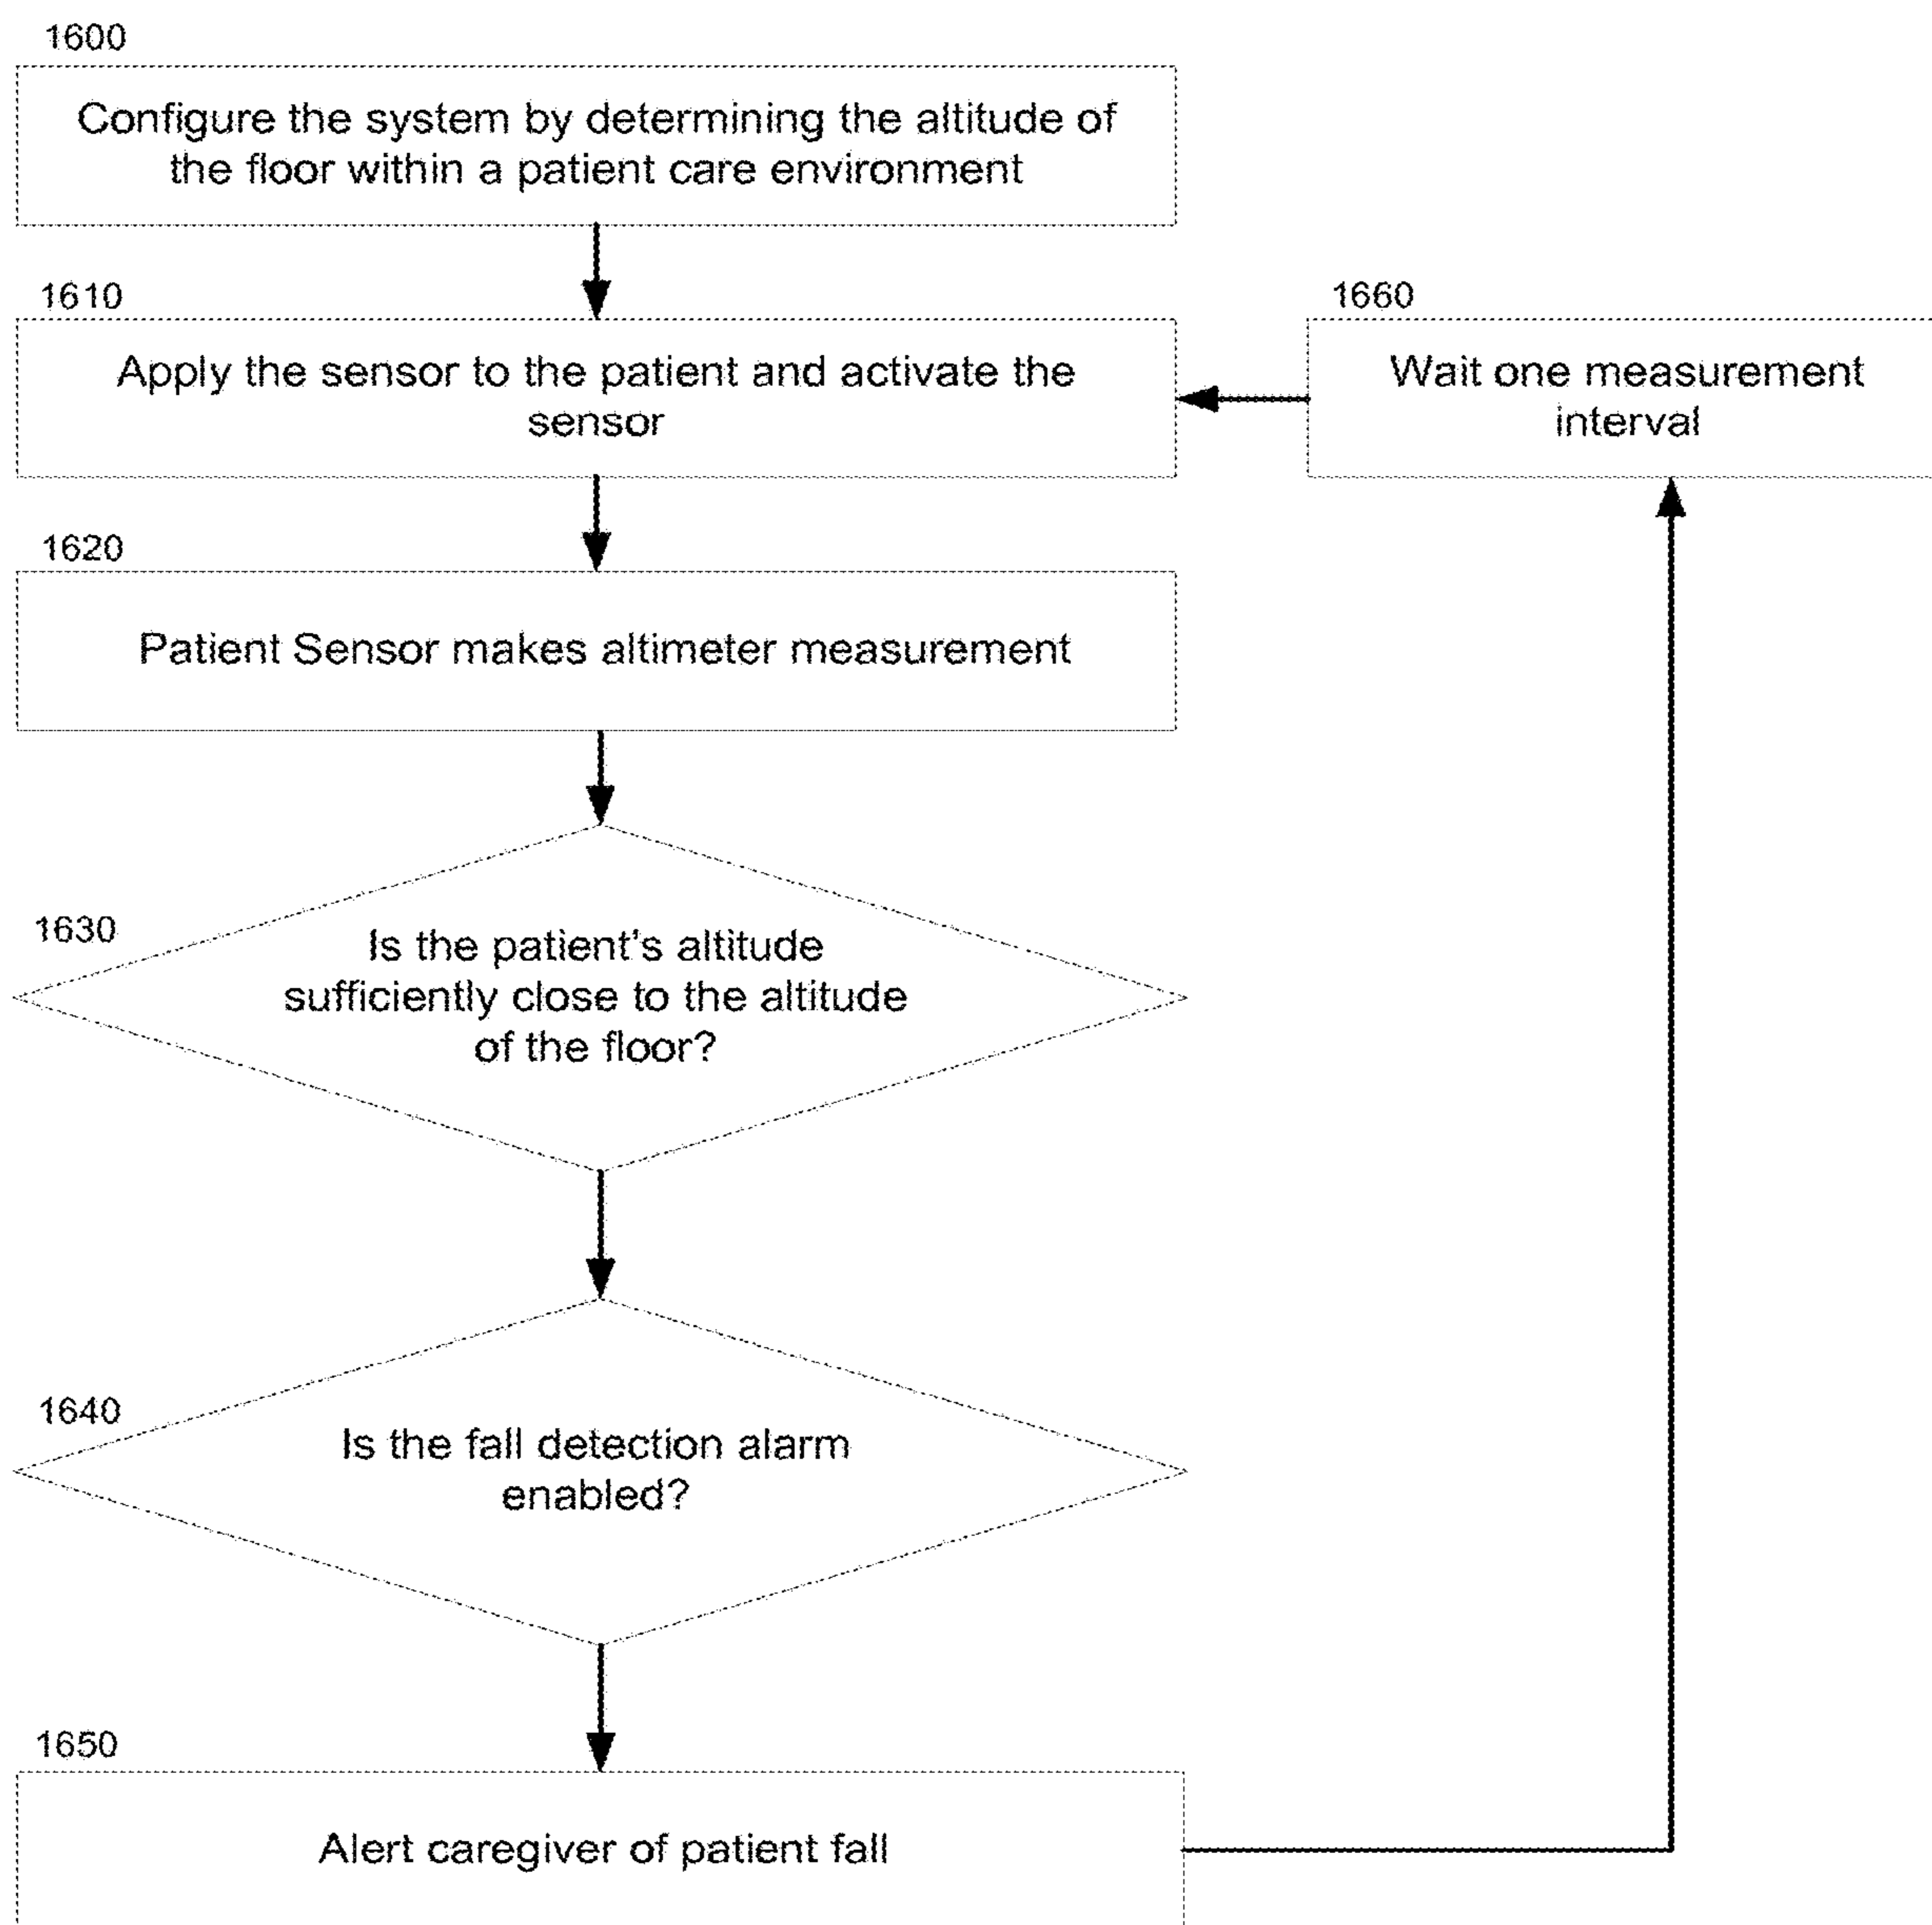 1600
Configure the system by determining the altitude of
the floor within a patient care environment
1610
Apply the sensor to the patient and activate the
sensor
1660
Wait one measurement
interval
1620
Patient Sensor makes altimeter measurement
1630
Is the patient's altitude
sufficiently close to the altitude
of the floor?
1640
Is the fall detection alarm
enabled?
1650
Alert caregiver of patient fall